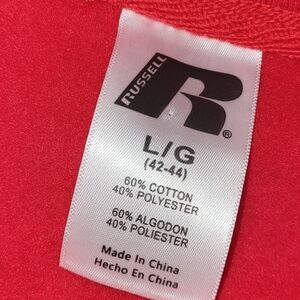 RUSSELL
R®
L/G
(42-44)
60% COTTON
40% POLYESTER
60% ALGODON
40% POLIESTER
Made In China
Hecho En China